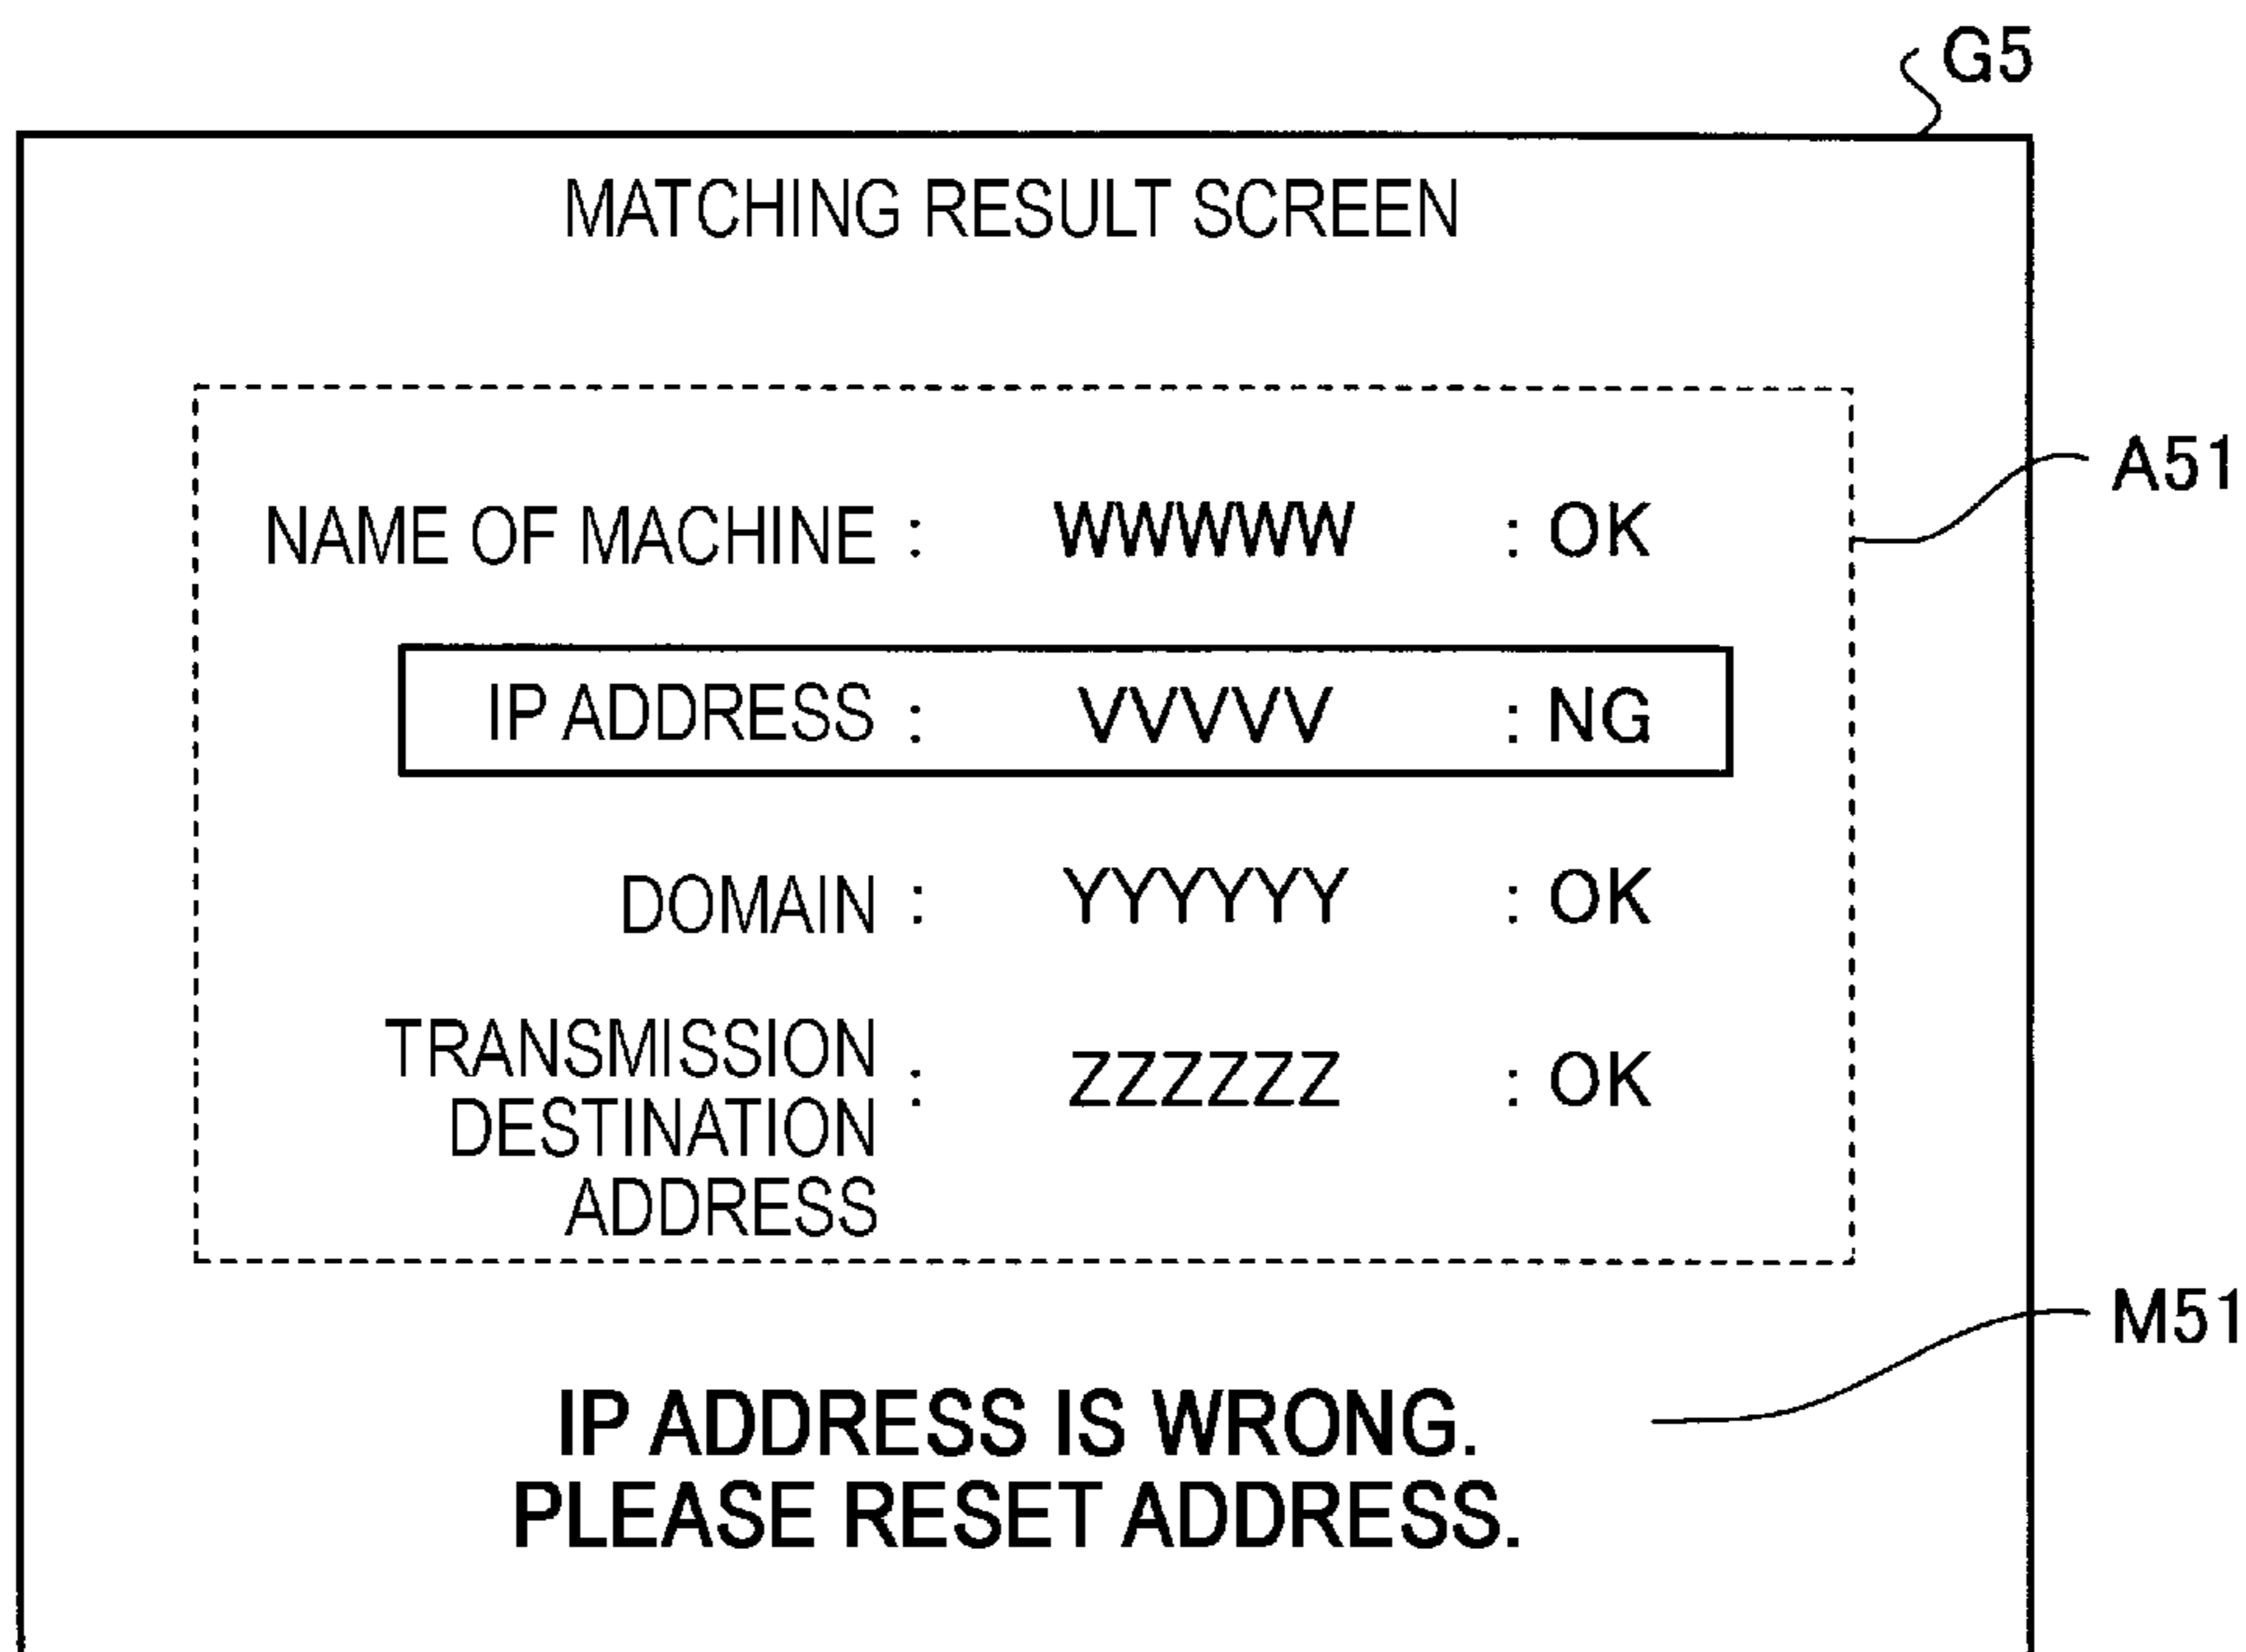 G5
MATCHING RESULT SCREEN
A51
NAME OF MACHINE : WWWWW : OK
IP ADDRESS : VVVVV : NG
DOMAIN : YYYYYY : OK
TRANSMISSION : ZZZZZZ : OK
DESTINATION
ADDRESS
M51
IP ADDRESS IS WRONG.
PLEASE RESET ADDRESS.